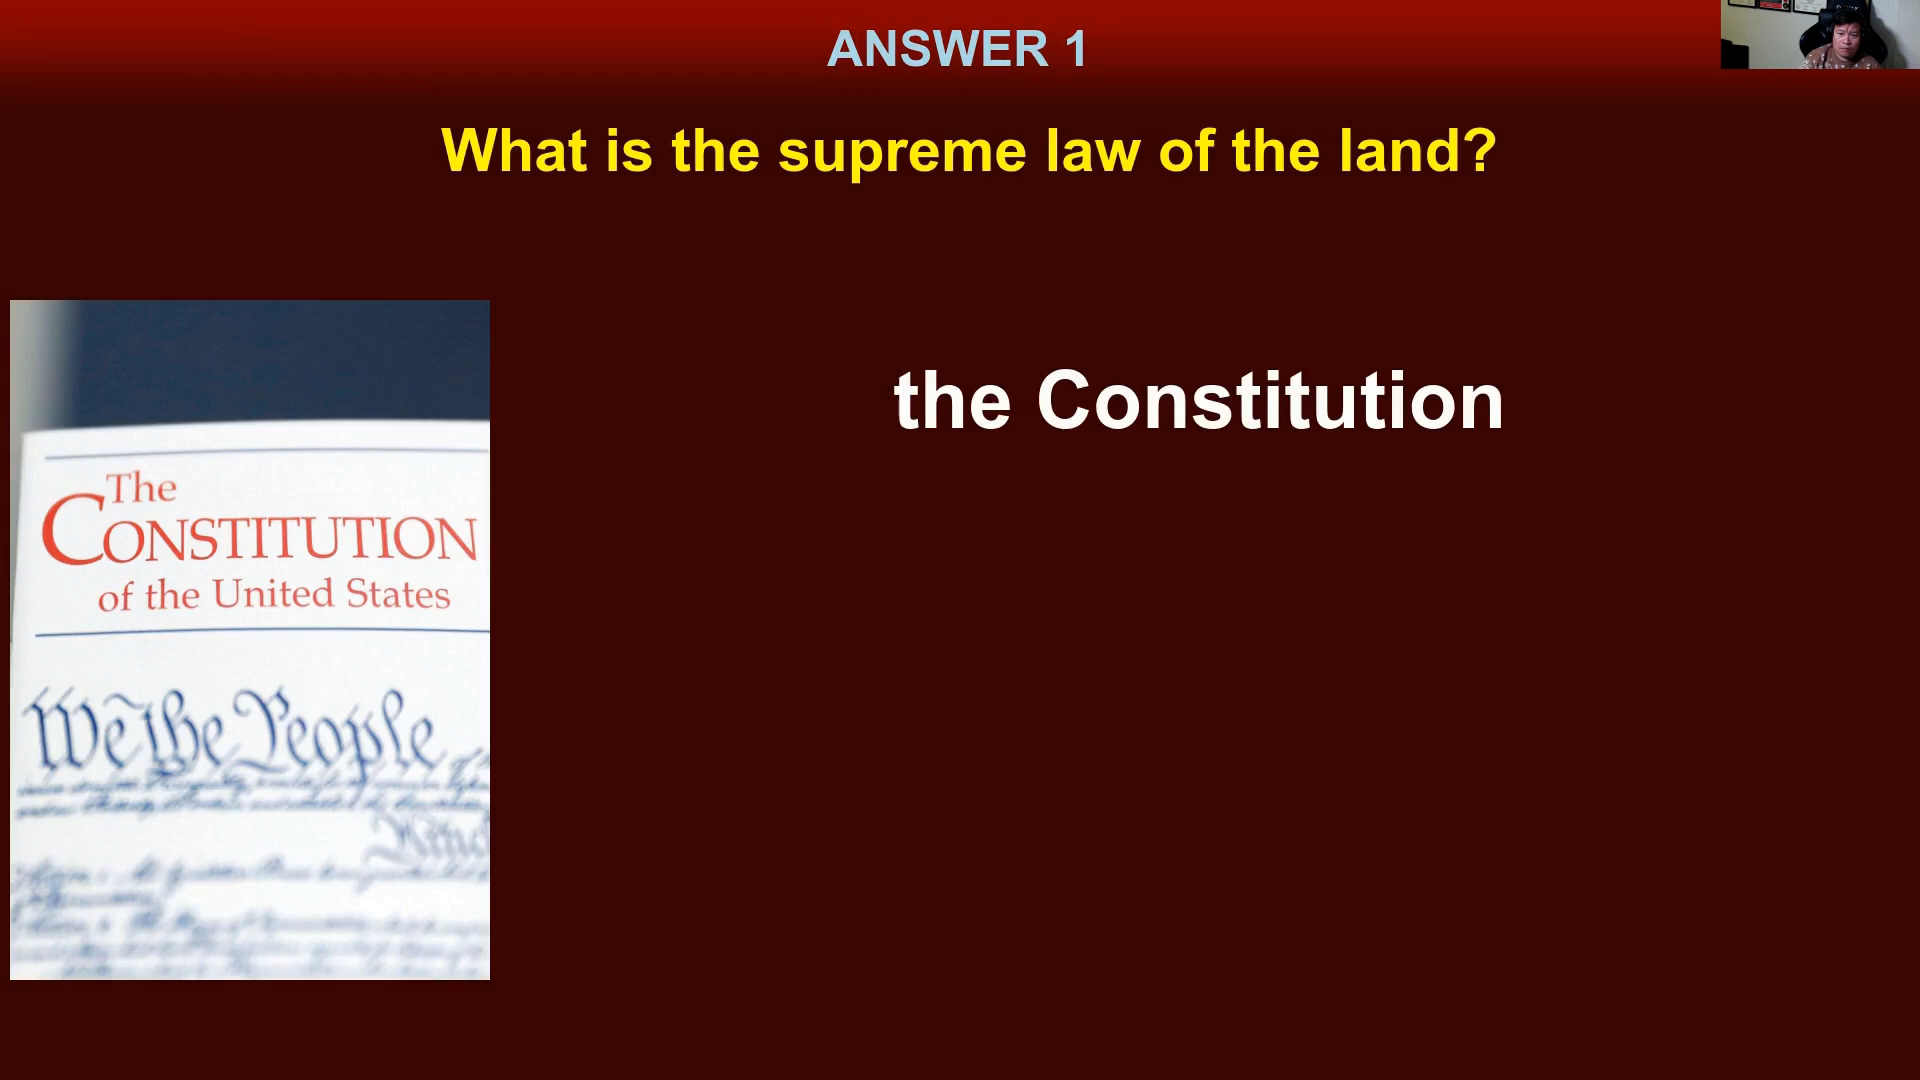 ANSWER 1
What is the supreme law of the land?
the Constitution
The
CONSTITUTION
of the United States
We the People